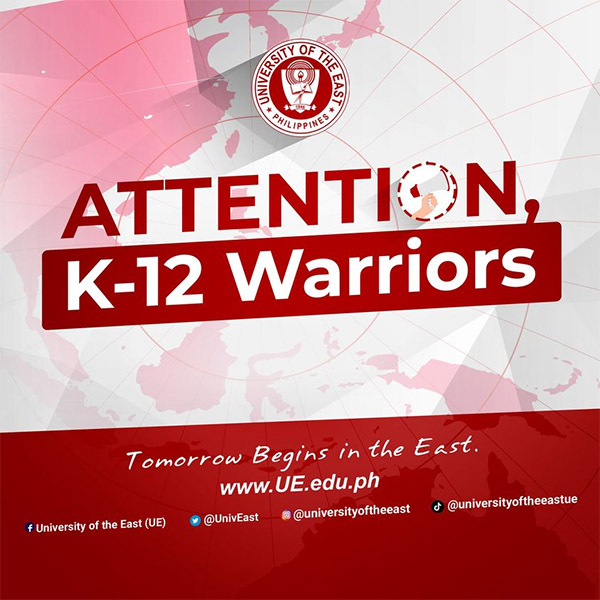 UNIVERSITY OF THE EAST
PHILIPPINES
1946
ATTENTION,
K-12 Warriors
Tomorrow Begins in the East.
www.UE.edu.ph
University of the East (UE) @UnivEast @universityoftheeast @universityoftheeastue